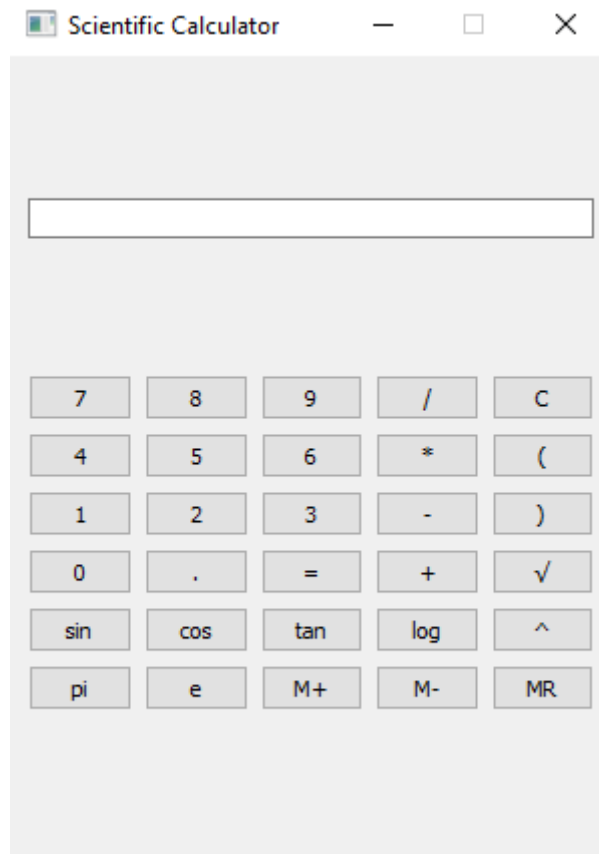 Scientific Calculator
7 8 9 / C
4 5 6 * (
1 2 3 - )
0 . = + √
sin cos tan log ^
pi e M+ M- MR